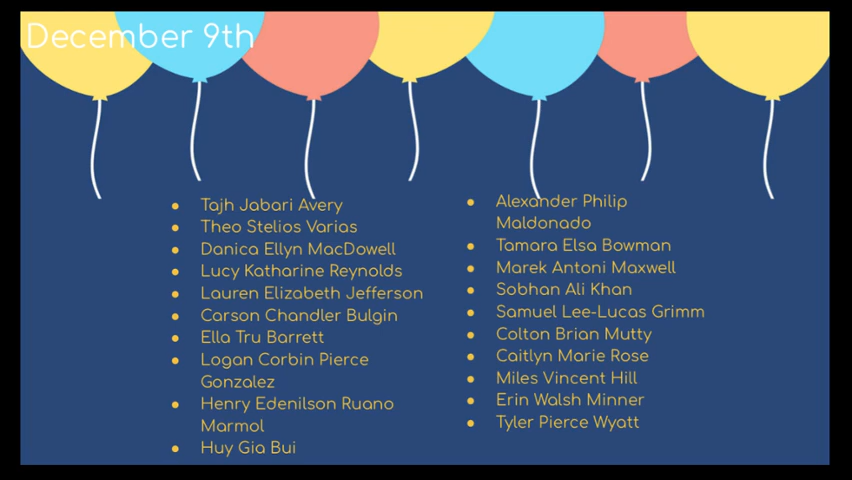 December 9th
Tajh Jabari Avery
Theo Stelios Varias
Danica Ellyn MacDowell
Lucy Katharine Reynolds
Lauren Elizabeth Jefferson
Carson Chandler Bulgin
Ella Tru Barrett
Logan Corbin Pierce
Gonzalez
Henry Edenilson Ruano
Marmol
Huy Gia Bui
Alexander Philip
Maldonado
Tamara Elsa Bowman
Marek Antoni Maxwell
Sobhan Ali Khan
Samuel Lee-Lucas Grimm
Colton Brian Mutty
Caitlyn Marie Rose
Miles Vincent Hill
Erin Walsh Minner
Tyler Pierce Wyatt